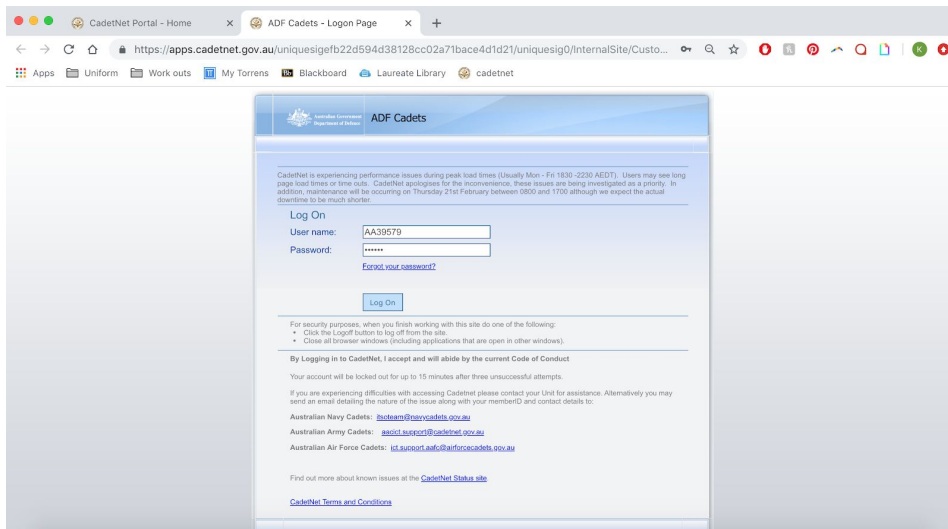 CadetNet Portal - Home
ADF Cadets - Logon Page
https://apps.cadetnet.gov.au/uniquesigefb22d594d38128cc02a71bace4d1d21/uniquesig0/InternalSite/Custo...
K
Apps Uniform Work outs My Torrens Bb Blackboard Laureate Library cadetnet
Australian Government
Department of Defence
ADF Cadets
CadetNet is experiencing performance issues during peak load times (Usually Mon - Fri 1830 -2230 AEDT). Users may see long
page load times or time outs. CadetNet apologises for the inconvenience, these issues are being investigated as a priority. In
addition, maintenance will be occurring on Thursday 21st February between 0800 and 1700 although we expect the actual
downtime to be much shorter.
Log On
User name: AA39579
Password: ••••••
Forgot your password?
Log On
For security purposes, when you finish working with this site do one of the following:
• Click the Logoff button to log off from the site.
• Close all browser windows (including applications that are open in other windows).
By Logging in to CadetNet, I accept and will abide by the current Code of Conduct
Your account will be locked out for up to 15 minutes after three unsuccessful attempts.
If you are experiencing difficulties with accessing Cadetnet please contact your Unit for assistance. Alternatively you may
send an email detailing the nature of the issue along with your memberID and contact details to:
Australian Navy Cadets: itsoteam@navycadets.gov.au
Australian Army Cadets: aacict.support@cadetnet.gov.au
Australian Air Force Cadets: ict.support.aafc@airforcecadets.gov.au
Find out more about known issues at the CadetNet Status site
CadetNet Terms and Conditions